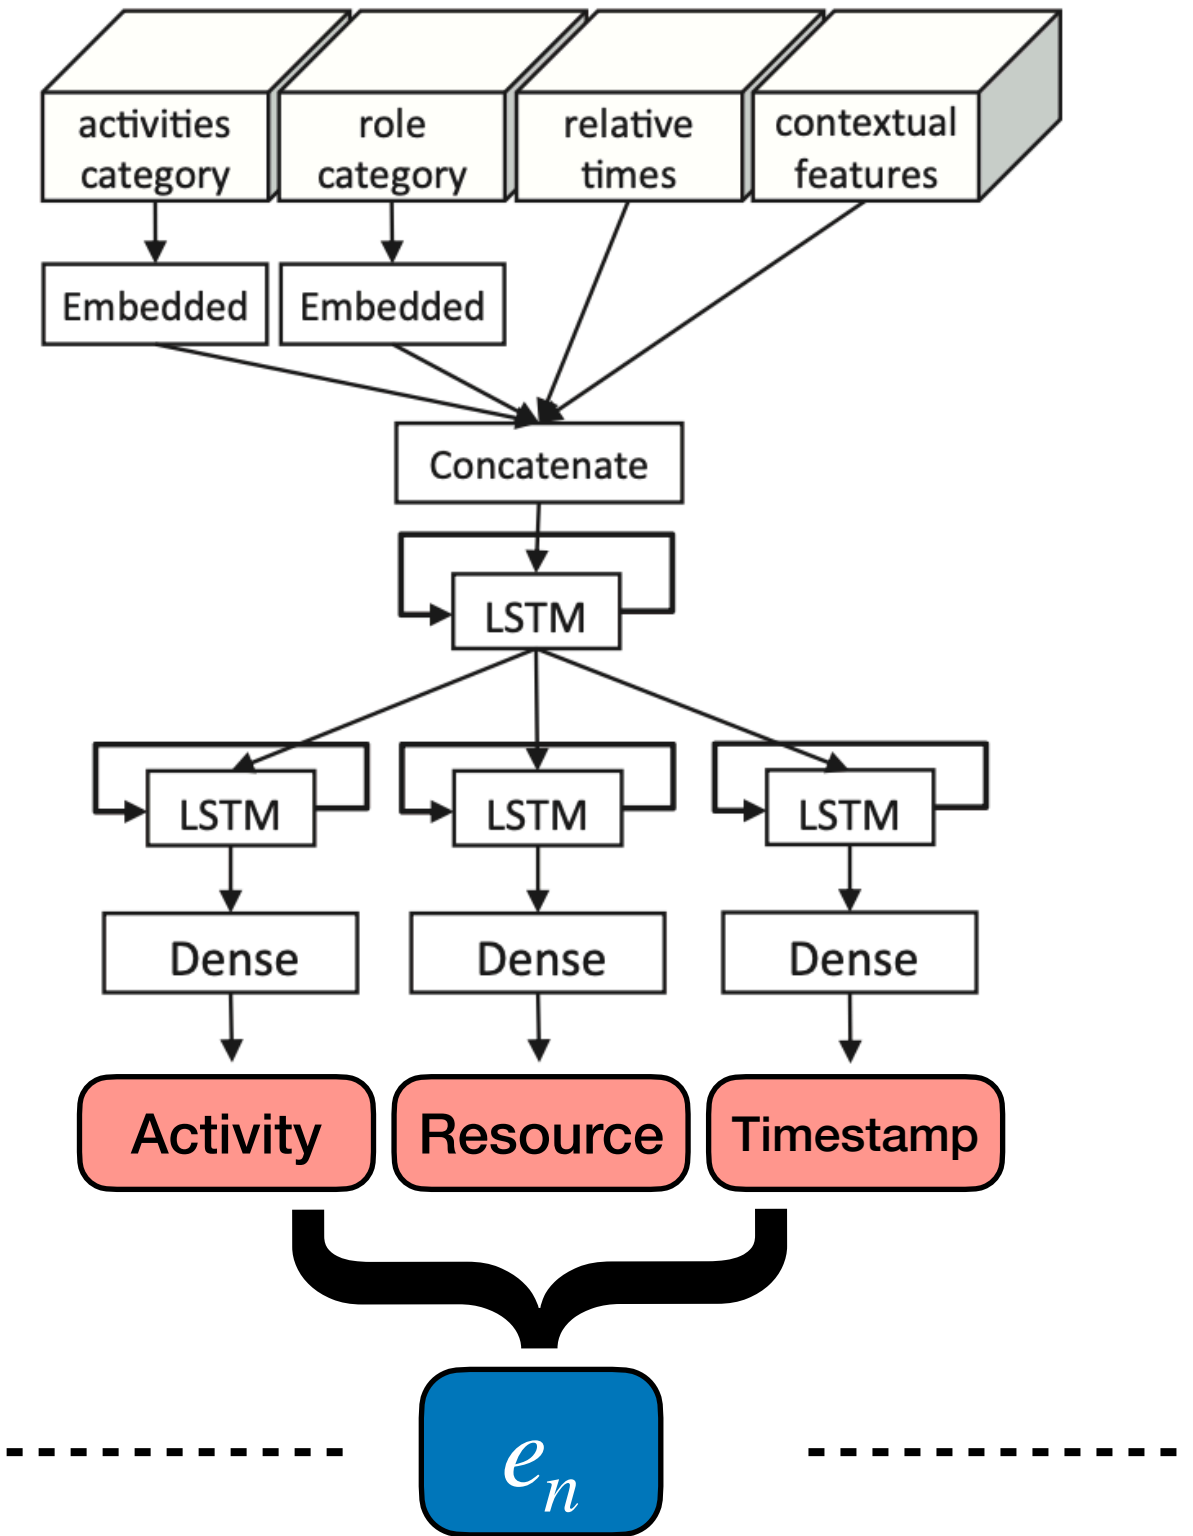 activities
category
role
category
relative
times
contextual
features
Embedded
Embedded
Concatenate
LSTM
LSTM
LSTM
LSTM
Dense
Dense
Dense
Activity
Resource
Timestamp
e_n